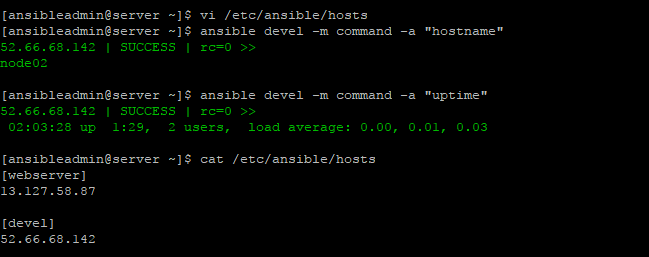 [ansibleadmin@server ~]$ vi /etc/ansible/hosts
[ansibleadmin@server ~]$ ansible devel -m command -a "hostname"
52.66.68.142 | SUCCESS | rc=0 >>
node02
[ansibleadmin@server ~]$ ansible devel -m command -a "uptime"
52.66.68.142 | SUCCESS | rc=0 >>
 02:03:28 up  1:29,  2 users,  load average: 0.00, 0.01, 0.03
[ansibleadmin@server ~]$ cat /etc/ansible/hosts
[webserver]
13.127.58.87
[devel]
52.66.68.142